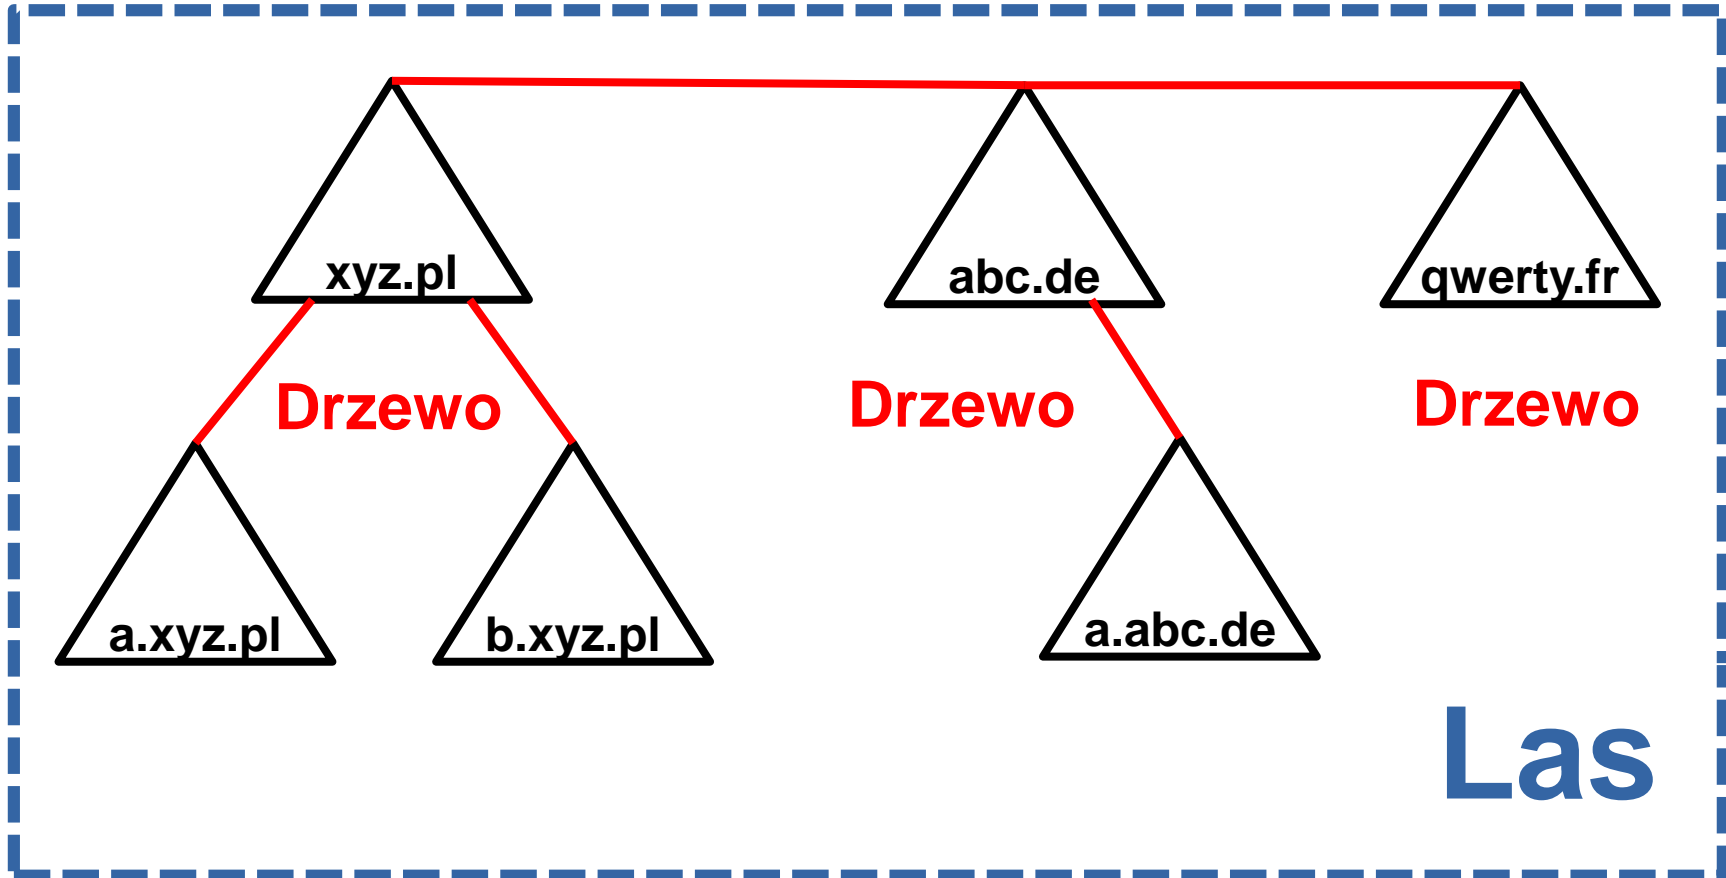 xyz.pl
abc.de
qwerty.fr
Drzewo
Drzewo
Drzewo
a.xyz.pl
b.xyz.pl
a.abc.de
Las